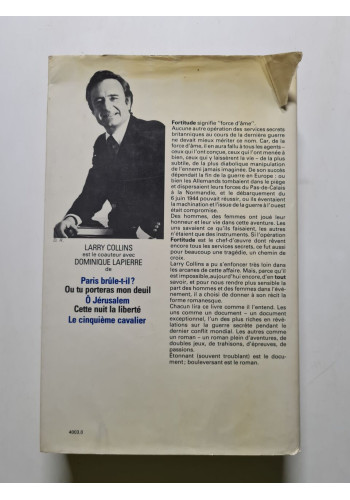 LARRY COLLINS
est le coauteur avec
DOMINIQUE LAPIERRE
de
Paris brûle-t-il?
Ou tu porteras mon deuil
Ô Jérusalem
Cette nuit la liberté
Le cinquième cavalier
4803.6
Fortitude signifie "force d'âme".
Aucune autre opération des services secrets
britanniques au cours de la dernière guerre
ne devait mieux mériter ce nom. Car, de la
force d'âme, il en aura fallu à tous les agents -
ceux qui l'ont conçue, ceux qui l'ont menée à
bien, ceux qui y laissèrent la vie - de la plus
subtile, de la plus diabolique manipulation
de l'ennemi jamais imaginée. De son succès
dépendait la fin de la guerre en Europe : ou
bien les Allemands tombaient dans le piège
et dispersaient leurs forces du Pas-de-Calais
à la Normandie, et le débarquement du
6 juin 1944 pouvait réussir, ou ils éventaient
la machination et l'issue de la guerre à l'ouest
était compromise.
Des hommes, des femmes ont joué leur
honneur et leur vie dans cette aventure. Les
uns savaient ce qu'ils faisaient, les autres
n'étaient que des instruments. Si l'opération
Fortitude est le chef-d'œuvre dont rêvent
encore tous les services secrets, ce fut aussi
pour beaucoup une tragédie, un chemin de
croix.
Larry Collins a pu s'enfoncer très loin dans
les arcanes de cette affaire. Mais, parce qu'il
est impossible, aujourd'hui encore, d'en tout
savoir, et pour nous rendre plus sensible la
part des hommes et des femmes dans l'évé-
nement, il a choisi de donner à son récit la
forme romanesque.
Chacun lira ce livre comme il l'entend. Les
uns comme un document - un document
exceptionnel, l'un des plus riches en révé-
lations sur la guerre secrète pendant le
dernier conflit mondial. Les autres comme
un roman - un roman plein d'aventures, de
doubles jeux, de trahisons, d'épreuves, de
passions.
Étonnant (souvent troublant) est le docu-
ment ; bouleversant est le roman.